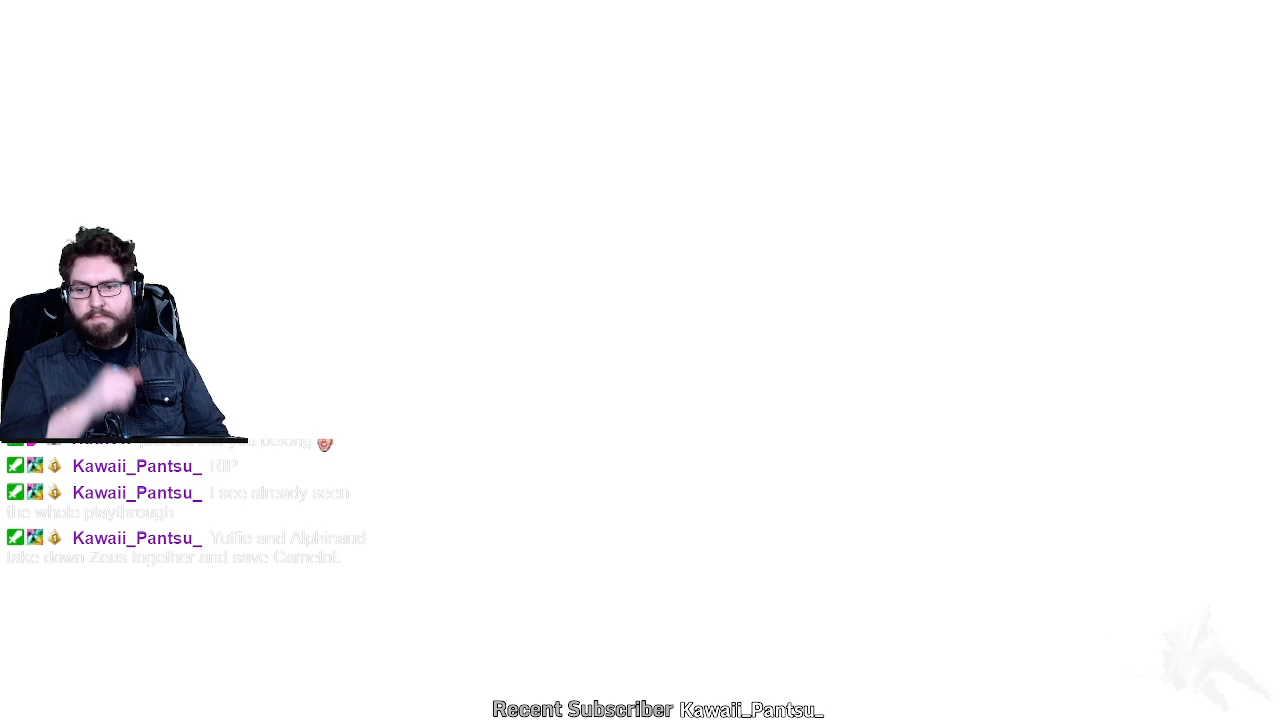 Kawaii_Pantsu_ RIP
Kawaii_Pantsu_ I see already seen
the whole playthrough
Kawaii_Pantsu_ Yuffie and Alphinaud
take down Zeus together and save Camelot.
Recent Subscriber Kawaii_Pantsu_